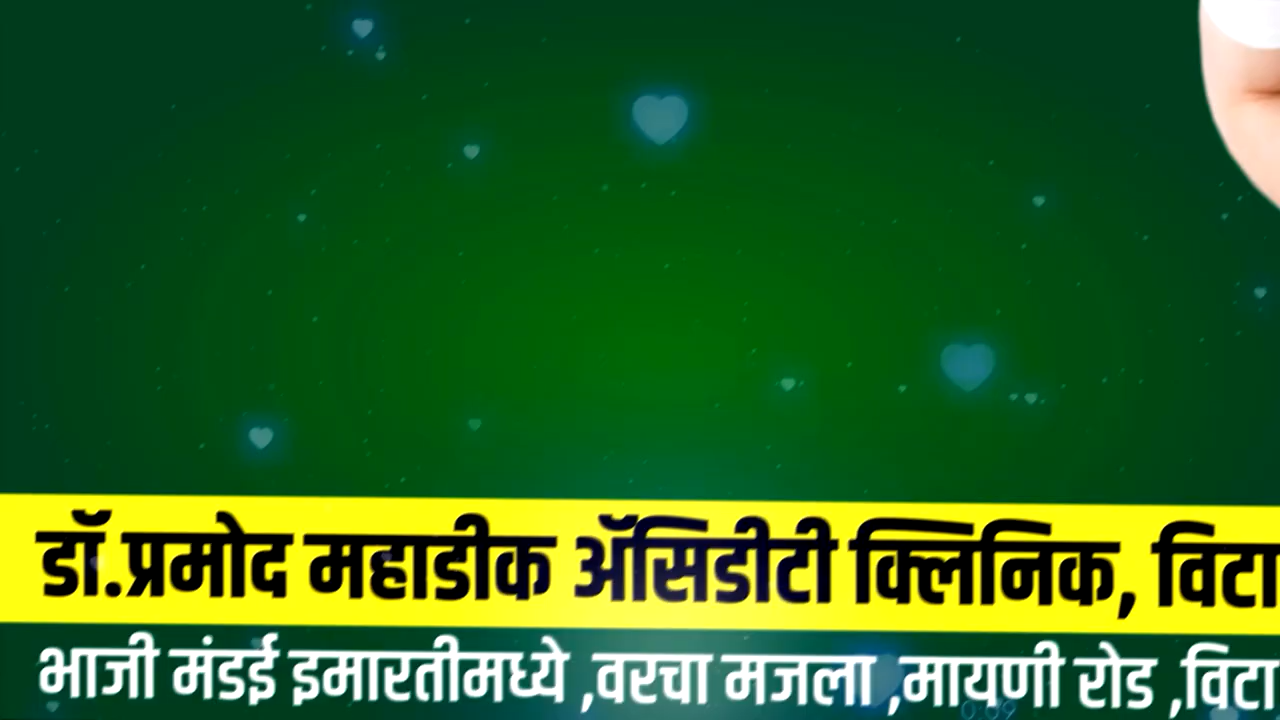 डॉ.प्रमोद महाडीक ॲसिडीटी क्लिनिक, विटा
भाजी मंडई इमारतीमध्ये ,वरचा मजला ,मायणी रोड ,विटा